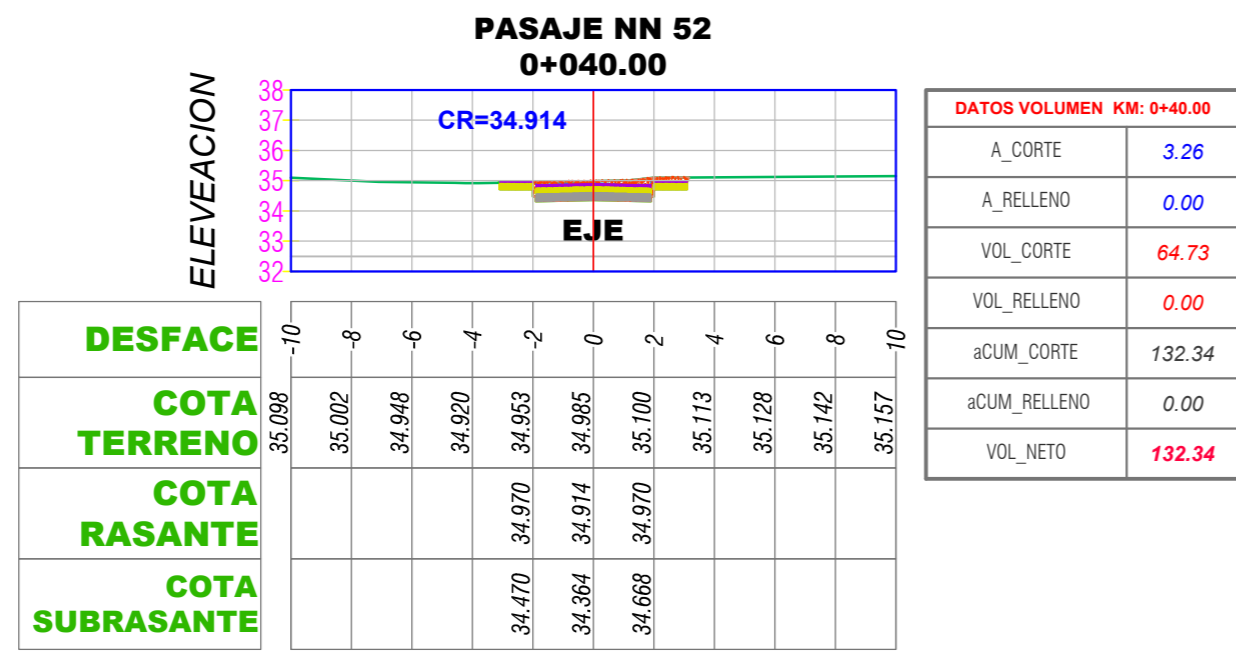 PASAJE NN 52
0+040.00
ELEVEACION
38
37
36
35
34
33
32
CR=34.914
EJE
DESFACE -10 -8 -6 -4 -2 0 2 4 6 8 10
COTA TERRENO 35.098 35.002 34.948 34.920 34.953 34.985 35.100 35.113 35.128 35.142 35.157
COTA RASANTE 34.970 34.914 34.970
COTA SUBRASANTE 34.470 34.364 34.668
DATOS VOLUMEN KM: 0+40.00
A_CORTE 3.26
A_RELLENO 0.00
VOL_CORTE 64.73
VOL_RELLENO 0.00
aCUM_CORTE 132.34
aCUM_RELLENO 0.00
VOL_NETO 132.34